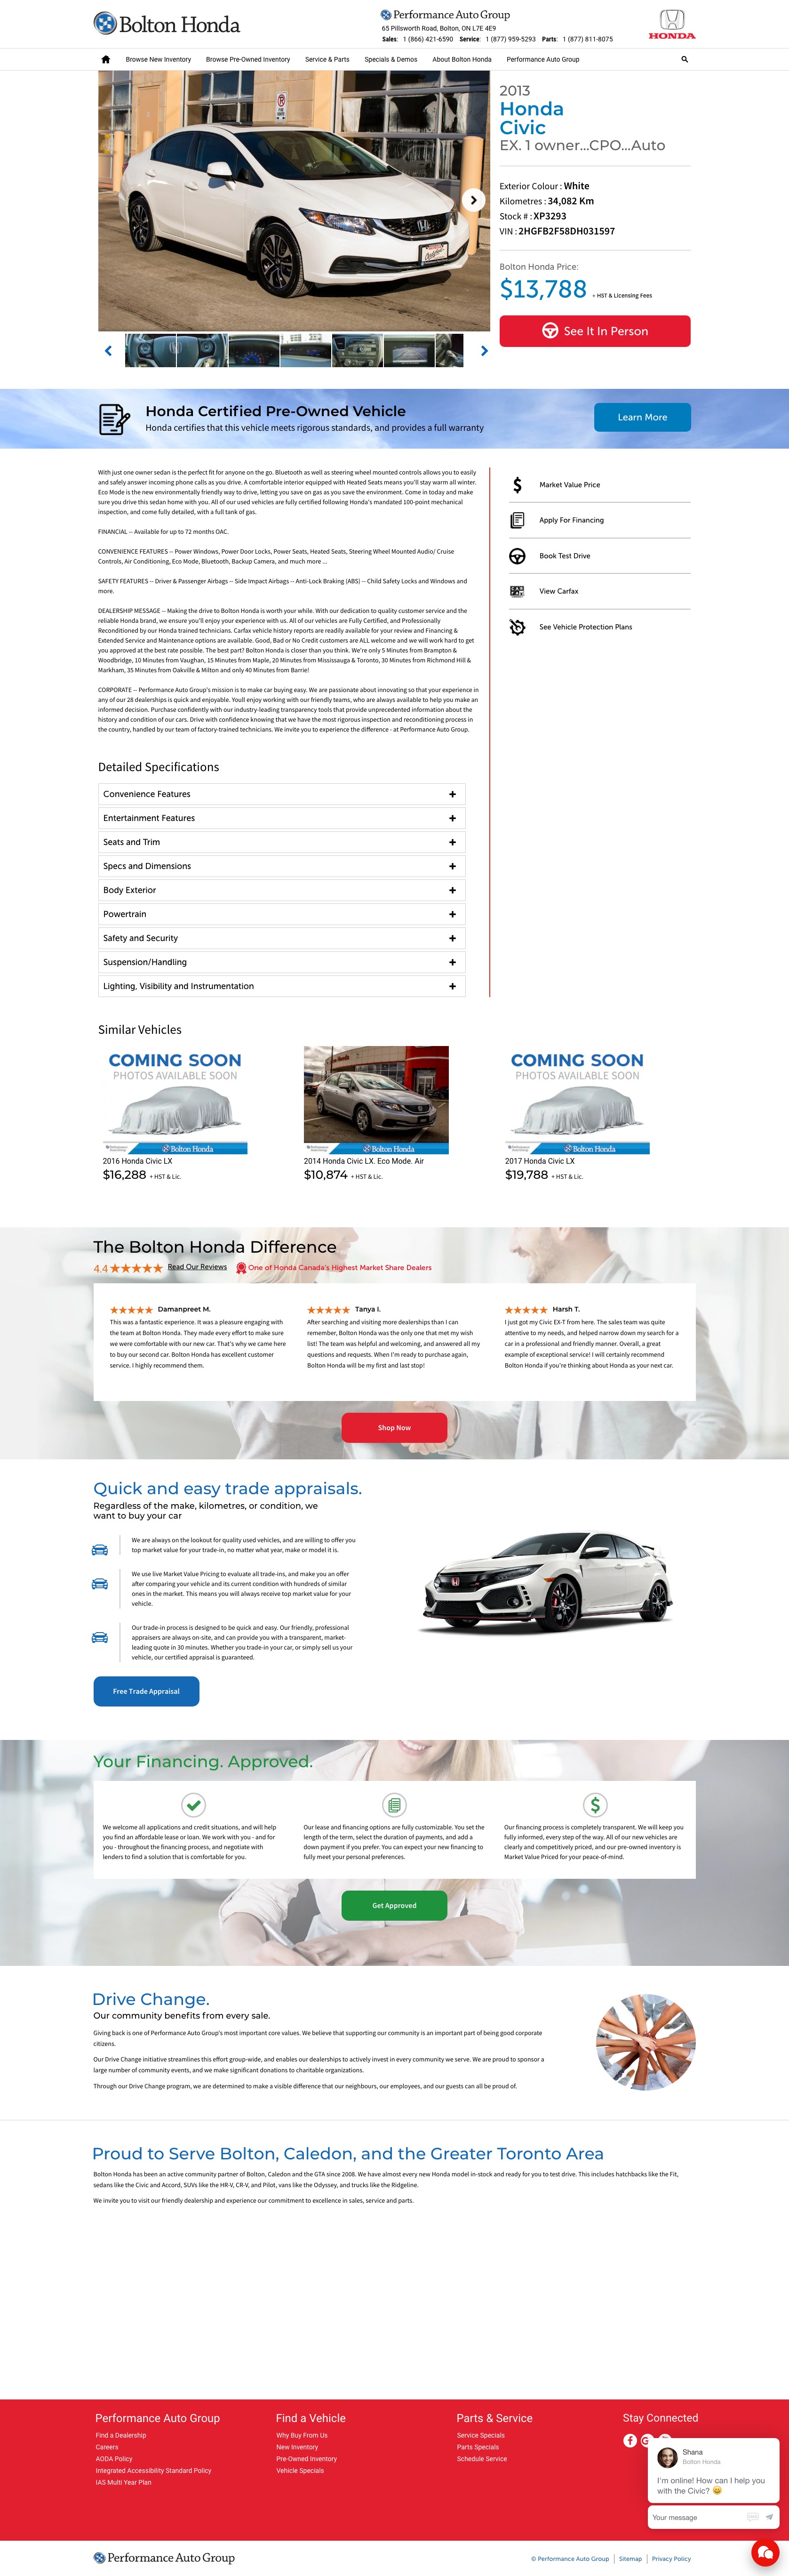 Bolton Honda
Performance Auto Group
65 Pillsworth Road, Bolton, ON L7E 4E9
Sales: 1 (866) 421-6590 Service: 1 (877) 959-5293 Parts: 1 (877) 811-8075
HONDA
Browse New Inventory Browse Pre-Owned Inventory Service & Parts Specials & Demos About Bolton Honda Performance Auto Group
2013
Honda
Civic
EX. 1 owner...CPO...Auto
Exterior Colour : White
Kilometres : 34,082 Km
Stock # : XP3293
VIN : 2HGFB2F58DH031597
Bolton Honda Price:
$13,788 + HST & Licensing Fees
See It In Person
Honda Certified Pre-Owned Vehicle
Honda certifies that this vehicle meets rigorous standards, and provides a full warranty
Learn More
With just one owner sedan is the perfect fit for anyone on the go. Bluetooth as well as steering wheel mounted controls allows you to easily
and safely answer incoming phone calls as you drive. A comfortable interior equipped with Heated Seats means you'll stay warm all winter.
Eco Mode is the new environmentally friendly way to drive, letting you save on gas as you save the environment. Come in today and make
sure you drive this sedan home with you. All of our used vehicles are fully certified following Honda's mandated 100-point mechanical
inspection, and come fully detailed, with a full tank of gas.
FINANCIAL -- Available for up to 72 months OAC.
CONVENIENCE FEATURES -- Power Windows, Power Door Locks, Power Seats, Heated Seats, Steering Wheel Mounted Audio/ Cruise
Controls, Air Conditioning, Eco Mode, Bluetooth, Backup Camera, and much more ...
SAFETY FEATURES -- Driver & Passenger Airbags -- Side Impact Airbags -- Anti-Lock Braking (ABS) -- Child Safety Locks and Windows and
more.
DEALERSHIP MESSAGE -- Making the drive to Bolton Honda is worth your while. With our dedication to quality customer service and the
reliable Honda brand, we ensure you'll enjoy your experience with us. All of our vehicles are Fully Certified, and Professionally
Reconditioned by our Honda trained technicians. Carfax vehicle history reports are readily available for your review and Financing &
Extended Service and Maintenance options are available. Good, Bad or No Credit customers are ALL welcome and we will work hard to get
you approved at the best rate possible. The best part? Bolton Honda is closer than you think. We're only 5 Minutes from Brampton &
Woodbridge, 10 Minutes from Vaughan, 15 Minutes from Maple, 20 Minutes from Mississauga & Toronto, 30 Minutes from Richmond Hill &
Markham, 35 Minutes from Oakville & Milton and only 40 Minutes from Barrie!
CORPORATE -- Performance Auto Group's mission is to make car buying easy. We are passionate about innovating so that your experience in
any of our 28 dealerships is quick and enjoyable. Youll enjoy working with our friendly teams, who are always available to help you make an
informed decision. Purchase confidently with our industry-leading transparency tools that provide unprecedented information about the
history and condition of our cars. Drive with confidence knowing that we have the most rigorous inspection and reconditioning process in
the country, handled by our team of factory-trained technicians. We invite you to experience the difference - at Performance Auto Group.
Market Value Price
Apply For Financing
Book Test Drive
View Carfax
See Vehicle Protection Plans
Detailed Specifications
Convenience Features
Entertainment Features
Seats and Trim
Specs and Dimensions
Body Exterior
Powertrain
Safety and Security
Suspension/Handling
Lighting, Visibility and Instrumentation
Similar Vehicles
COMING SOON
PHOTOS AVAILABLE SOON
Bolton Honda
2016 Honda Civic LX
$16,288 + HST & Lic.
Bolton Honda
2014 Honda Civic LX. Eco Mode. Air
$10,874 + HST & Lic.
COMING SOON
PHOTOS AVAILABLE SOON
Bolton Honda
2017 Honda Civic LX
$19,788 + HST & Lic.
The Bolton Honda Difference
4.4 Read Our Reviews One of Honda Canada's Highest Market Share Dealers
Damanpreet M.
This was a fantastic experience. It was a pleasure engaging with
the team at Bolton Honda. They made every effort to make sure
we were comfortable with our new car. That's why we came here
to buy our second car. Bolton Honda has excellent customer
service. I highly recommend them.
Tanya I.
After searching and visiting more dealerships than I can
remember, Bolton Honda was the only one that met my wish
list! The team was helpful and welcoming, and answered all my
questions and requests. When I'm ready to purchase again,
Bolton Honda will be my first and last stop!
Harsh T.
I just got my Civic EX-T from here. The sales team was quite
attentive to my needs, and helped narrow down my search for a
car in a professional and friendly manner. Overall, a great
example of exceptional service! I will certainly recommend
Bolton Honda if you're thinking about Honda as your next car.
Shop Now
Quick and easy trade appraisals.
Regardless of the make, kilometres, or condition, we
want to buy your car
We are always on the lookout for quality used vehicles, and are willing to offer you
top market value for your trade-in, no matter what year, make or model it is.
We use live Market Value Pricing to evaluate all trade-ins, and make you an offer
after comparing your vehicle and its current condition with hundreds of similar
ones in the market. This means you will always receive top market value for your
vehicle.
Our trade-in process is designed to be quick and easy. Our friendly, professional
appraisers are always on-site, and can provide you with a transparent, market-
leading quote in 30 minutes. Whether you trade-in your car, or simply sell us your
vehicle, our certified appraisal is guaranteed.
Free Trade Appraisal
Your Financing. Approved.
We welcome all applications and credit situations, and will help
you find an affordable lease or loan. We work with you - and for
you - throughout the financing process, and negotiate with
lenders to find a solution that is comfortable for you.
Our lease and financing options are fully customizable. You set the
length of the term, select the duration of payments, and add a
down payment if you prefer. You can expect your new financing to
fully meet your personal preferences.
Our financing process is completely transparent. We will keep you
fully informed, every step of the way. All of our new vehicles are
clearly and competitively priced, and our pre-owned inventory is
Market Value Priced for your peace-of-mind.
Get Approved
Drive Change.
Our community benefits from every sale.
Giving back is one of Performance Auto Group's most important core values. We believe that supporting our community is an important part of being good corporate
citizens.
Our Drive Change initiative streamlines this effort group-wide, and enables our dealerships to actively invest in every community we serve. We are proud to sponsor a
large number of community events, and we make significant donations to charitable organizations.
Through our Drive Change program, we are determined to make a visible difference that our neighbours, our employees, and our guests can all be proud of.
Proud to Serve Bolton, Caledon, and the Greater Toronto Area
Bolton Honda has been an active community partner of Bolton, Caledon and the GTA since 2008. We have almost every new Honda model in-stock and ready for you to test drive. This includes hatchbacks like the Fit,
sedans like the Civic and Accord, SUVs like the HR-V, CR-V, and Pilot, vans like the Odyssey, and trucks like the Ridgeline.
We invite you to visit our friendly dealership and experience our commitment to excellence in sales, service and parts.
Performance Auto Group
Find a Dealership
Careers
AODA Policy
Integrated Accessibility Standard Policy
IAS Multi Year Plan
Find a Vehicle
Why Buy From Us
New Inventory
Pre-Owned Inventory
Vehicle Specials
Parts & Service
Service Specials
Parts Specials
Schedule Service
Stay Connected
Shana
Bolton Honda
I'm online! How can I help you
with the Civic? 😄
Your message
Performance Auto Group
© Performance Auto Group Sitemap Privacy Policy